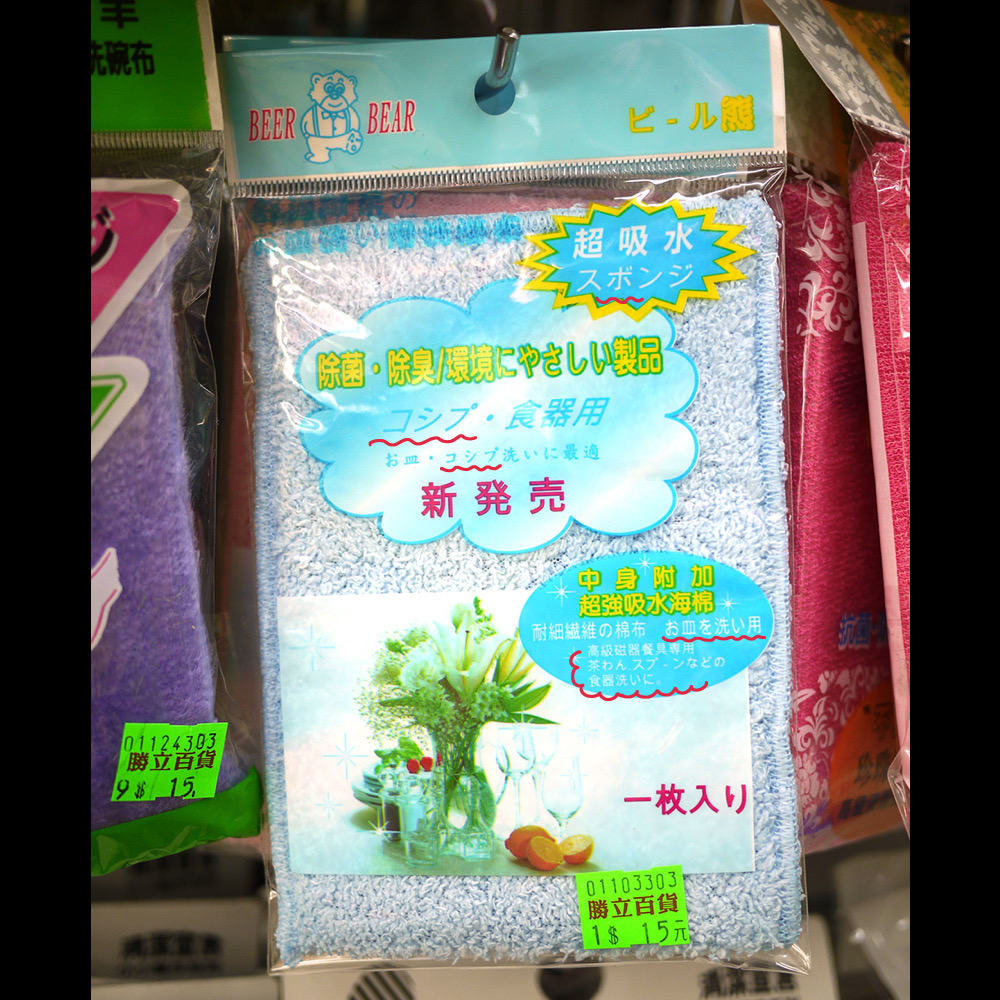 羊
洗碗布
BEER BEAR
ビ-ル熊
超吸水
スポンジ
除菌・除臭/環境にやさしい製品
コシプ・食器用
お皿・コシプ洗いに最適
新発売
中身附加
超強吸水海棉
耐細繊維の棉布 お皿を洗い用
高級磁器餐具専用
茶わん.スプ-ンなどの
食器洗いに。
一枚入り
01124303
勝立百貨
9$ 15.
01103303
勝立百貨
1$ 15元